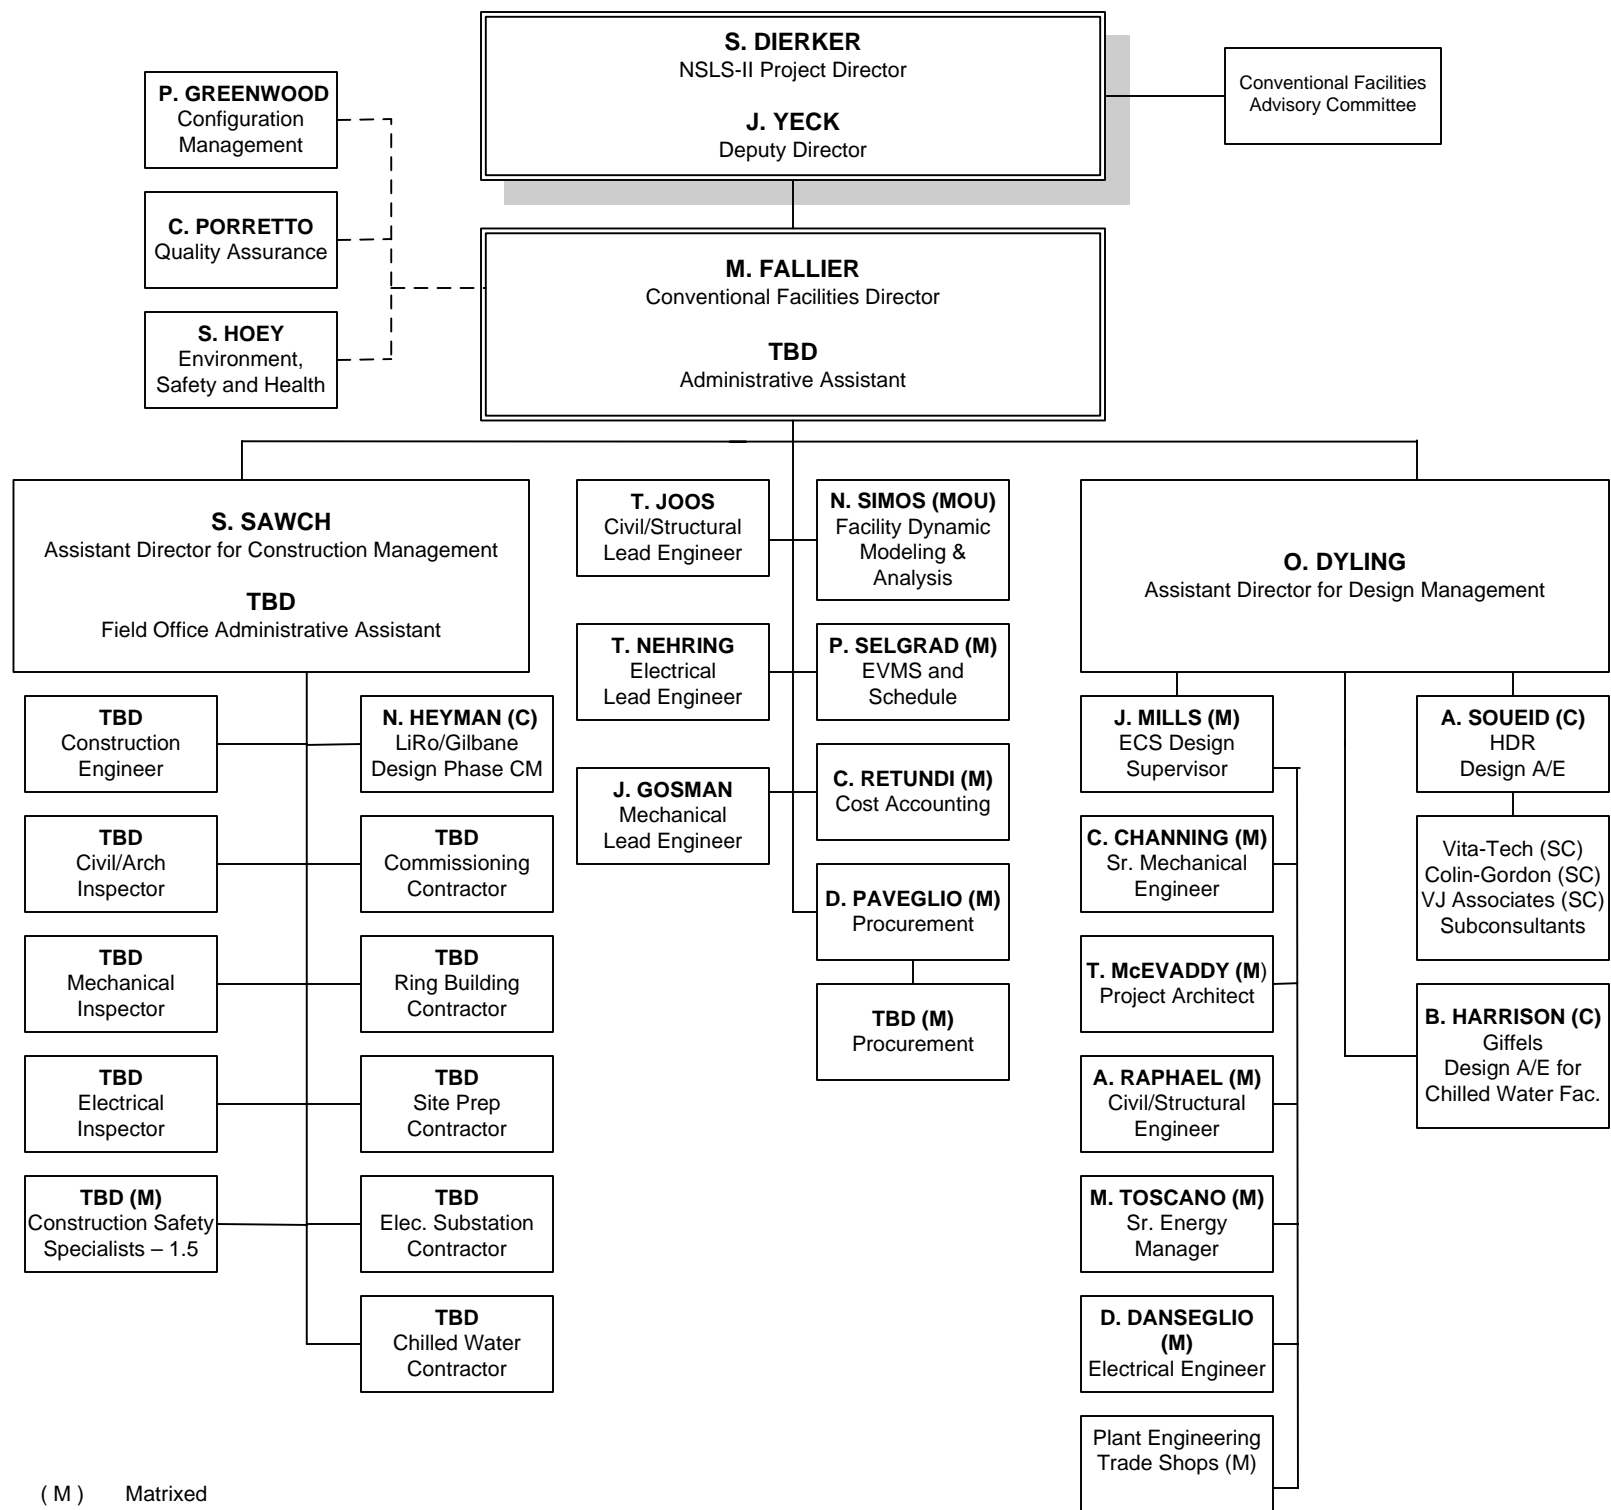 S. DIERKER
NSLS-II Project Director
J. YECK
Deputy Director
Conventional Facilities
Advisory Committee
P. GREENWOOD
Configuration
Management
C. PORRETTO
Quality Assurance
S. HOEY
Environment,
Safety and Health
M. FALLIER
Conventional Facilities Director
TBD
Administrative Assistant
S. SAWCH
Assistant Director for Construction Management
TBD
Field Office Administrative Assistant
TBD
Construction
Engineer
N. HEYMAN (C)
LiRo/Gilbane
Design Phase CM
TBD
Civil/Arch
Inspector
TBD
Commissioning
Contractor
TBD
Mechanical
Inspector
TBD
Ring Building
Contractor
TBD
Electrical
Inspector
TBD
Site Prep
Contractor
TBD (M)
Construction Safety
Specialists – 1.5
TBD
Elec. Substation
Contractor
TBD
Chilled Water
Contractor
T. JOOS
Civil/Structural
Lead Engineer
N. SIMOS (MOU)
Facility Dynamic
Modeling &
Analysis
T. NEHRING
Electrical
Lead Engineer
P. SELGRAD (M)
EVMS and
Schedule
J. GOSMAN
Mechanical
Lead Engineer
C. RETUNDI (M)
Cost Accounting
D. PAVEGLIO (M)
Procurement
TBD (M)
Procurement
O. DYLING
Assistant Director for Design Management
J. MILLS (M)
ECS Design
Supervisor
C. CHANNING (M)
Sr. Mechanical
Engineer
T. McEVADDY (M)
Project Architect
A. RAPHAEL (M)
Civil/Structural
Engineer
M. TOSCANO (M)
Sr. Energy
Manager
D. DANSEGLIO
(M)
Electrical Engineer
Plant Engineering
Trade Shops (M)
A. SOUEID (C)
HDR
Design A/E
Vita-Tech (SC)
Colin-Gordon (SC)
VJ Associates (SC)
Subconsultants
B. HARRISON (C)
Giffels
Design A/E for
Chilled Water Fac.
( M ) Matrixed